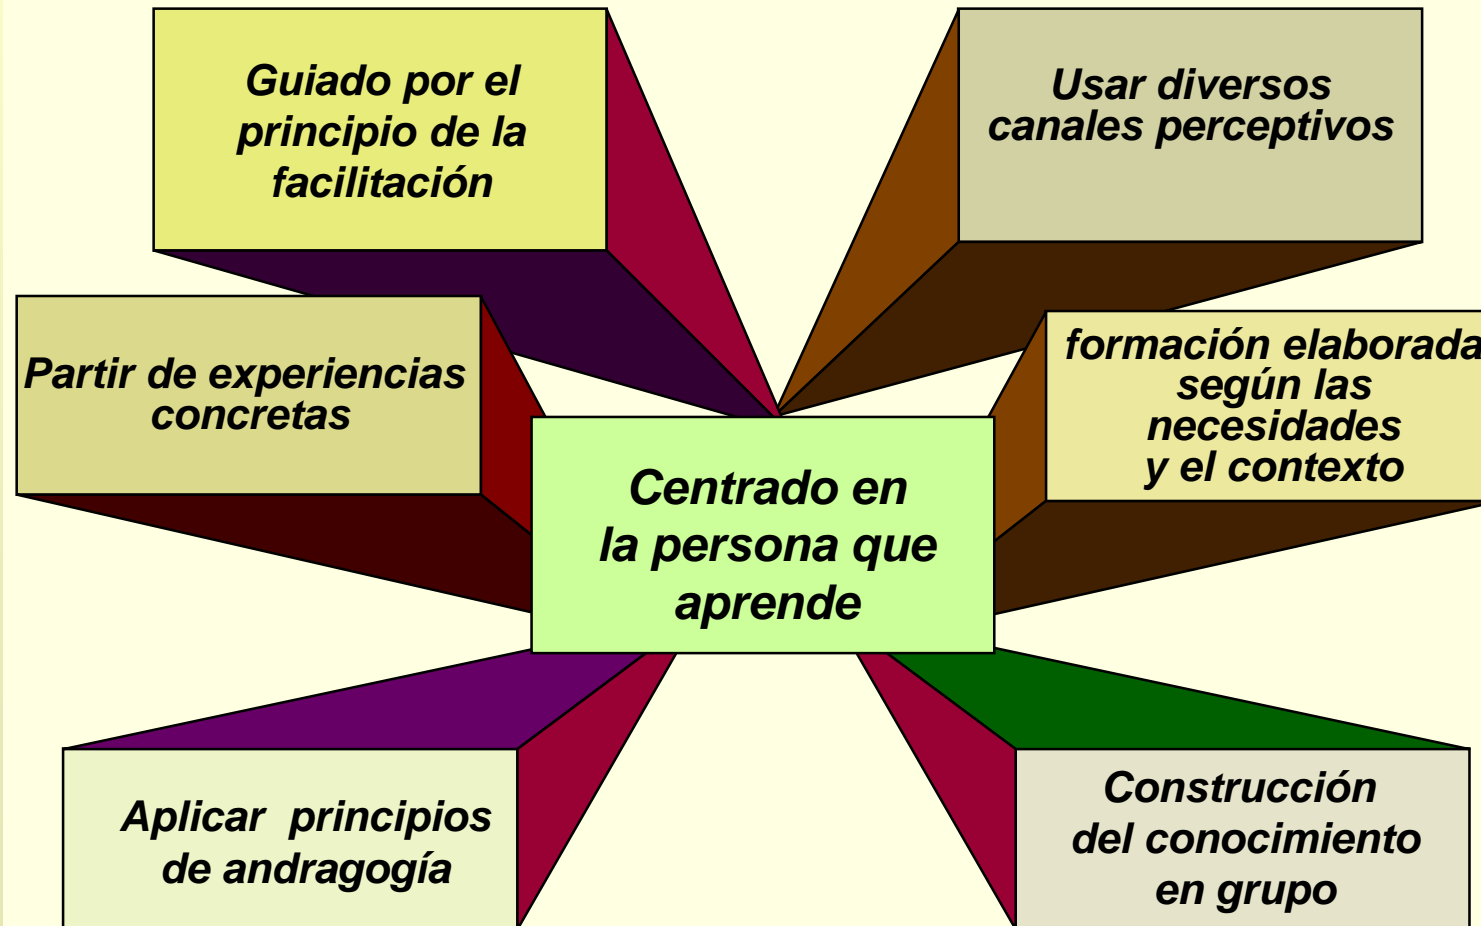 Guiado por el
principio de la
facilitación
Usar diversos
canales perceptivos
Partir de experiencias
concretas
formación elaborada
según las
necesidades
y el contexto
Centrado en
la persona que
aprende
Aplicar principios
de andragogía
Construcción
del conocimiento
en grupo